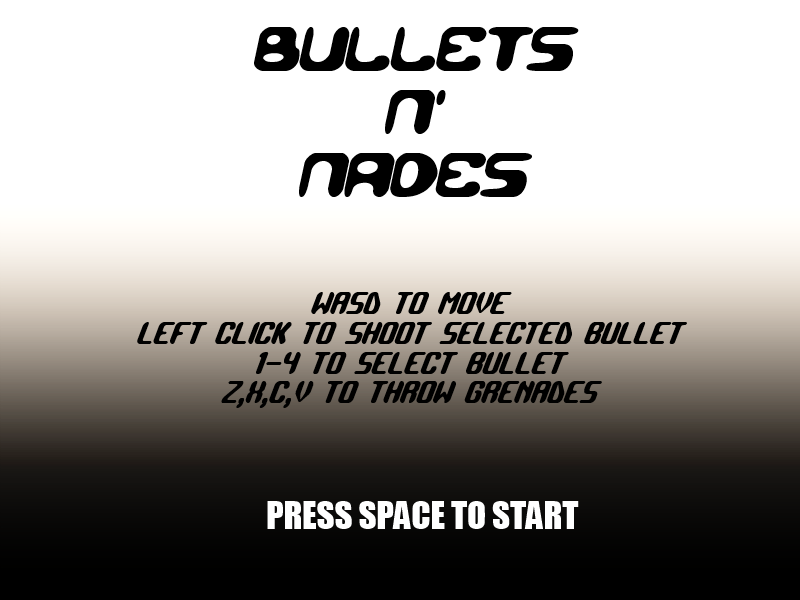 BULLETS
N'
NADES
WASD TO MOVE
LEFT CLICK TO SHOOT SELECTED BULLET
1-4 TO SELECT BULLET
Z,X,C,V TO THROW GRENADES
PRESS SPACE TO START